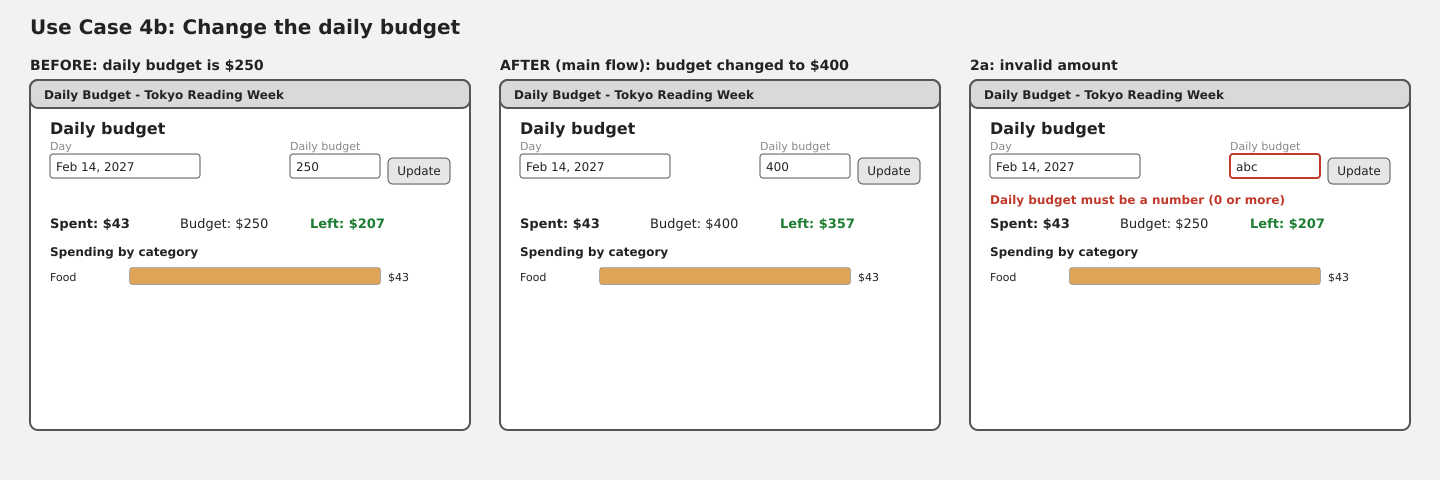 Use Case 4b: Change the daily budget
BEFORE: daily budget is $250
Daily Budget - Tokyo Reading Week
Daily budget
Day Daily budget
Feb 14, 2027 250 Update
Spent: $43 Budget: $250 Left: $207
Spending by category
Food $43
AFTER (main flow): budget changed to $400
Daily Budget - Tokyo Reading Week
Daily budget
Day Daily budget
Feb 14, 2027 400 Update
Spent: $43 Budget: $400 Left: $357
Spending by category
Food $43
2a: invalid amount
Daily Budget - Tokyo Reading Week
Daily budget
Day Daily budget
Feb 14, 2027 abc Update
Daily budget must be a number (0 or more)
Spent: $43 Budget: $250 Left: $207
Spending by category
Food $43